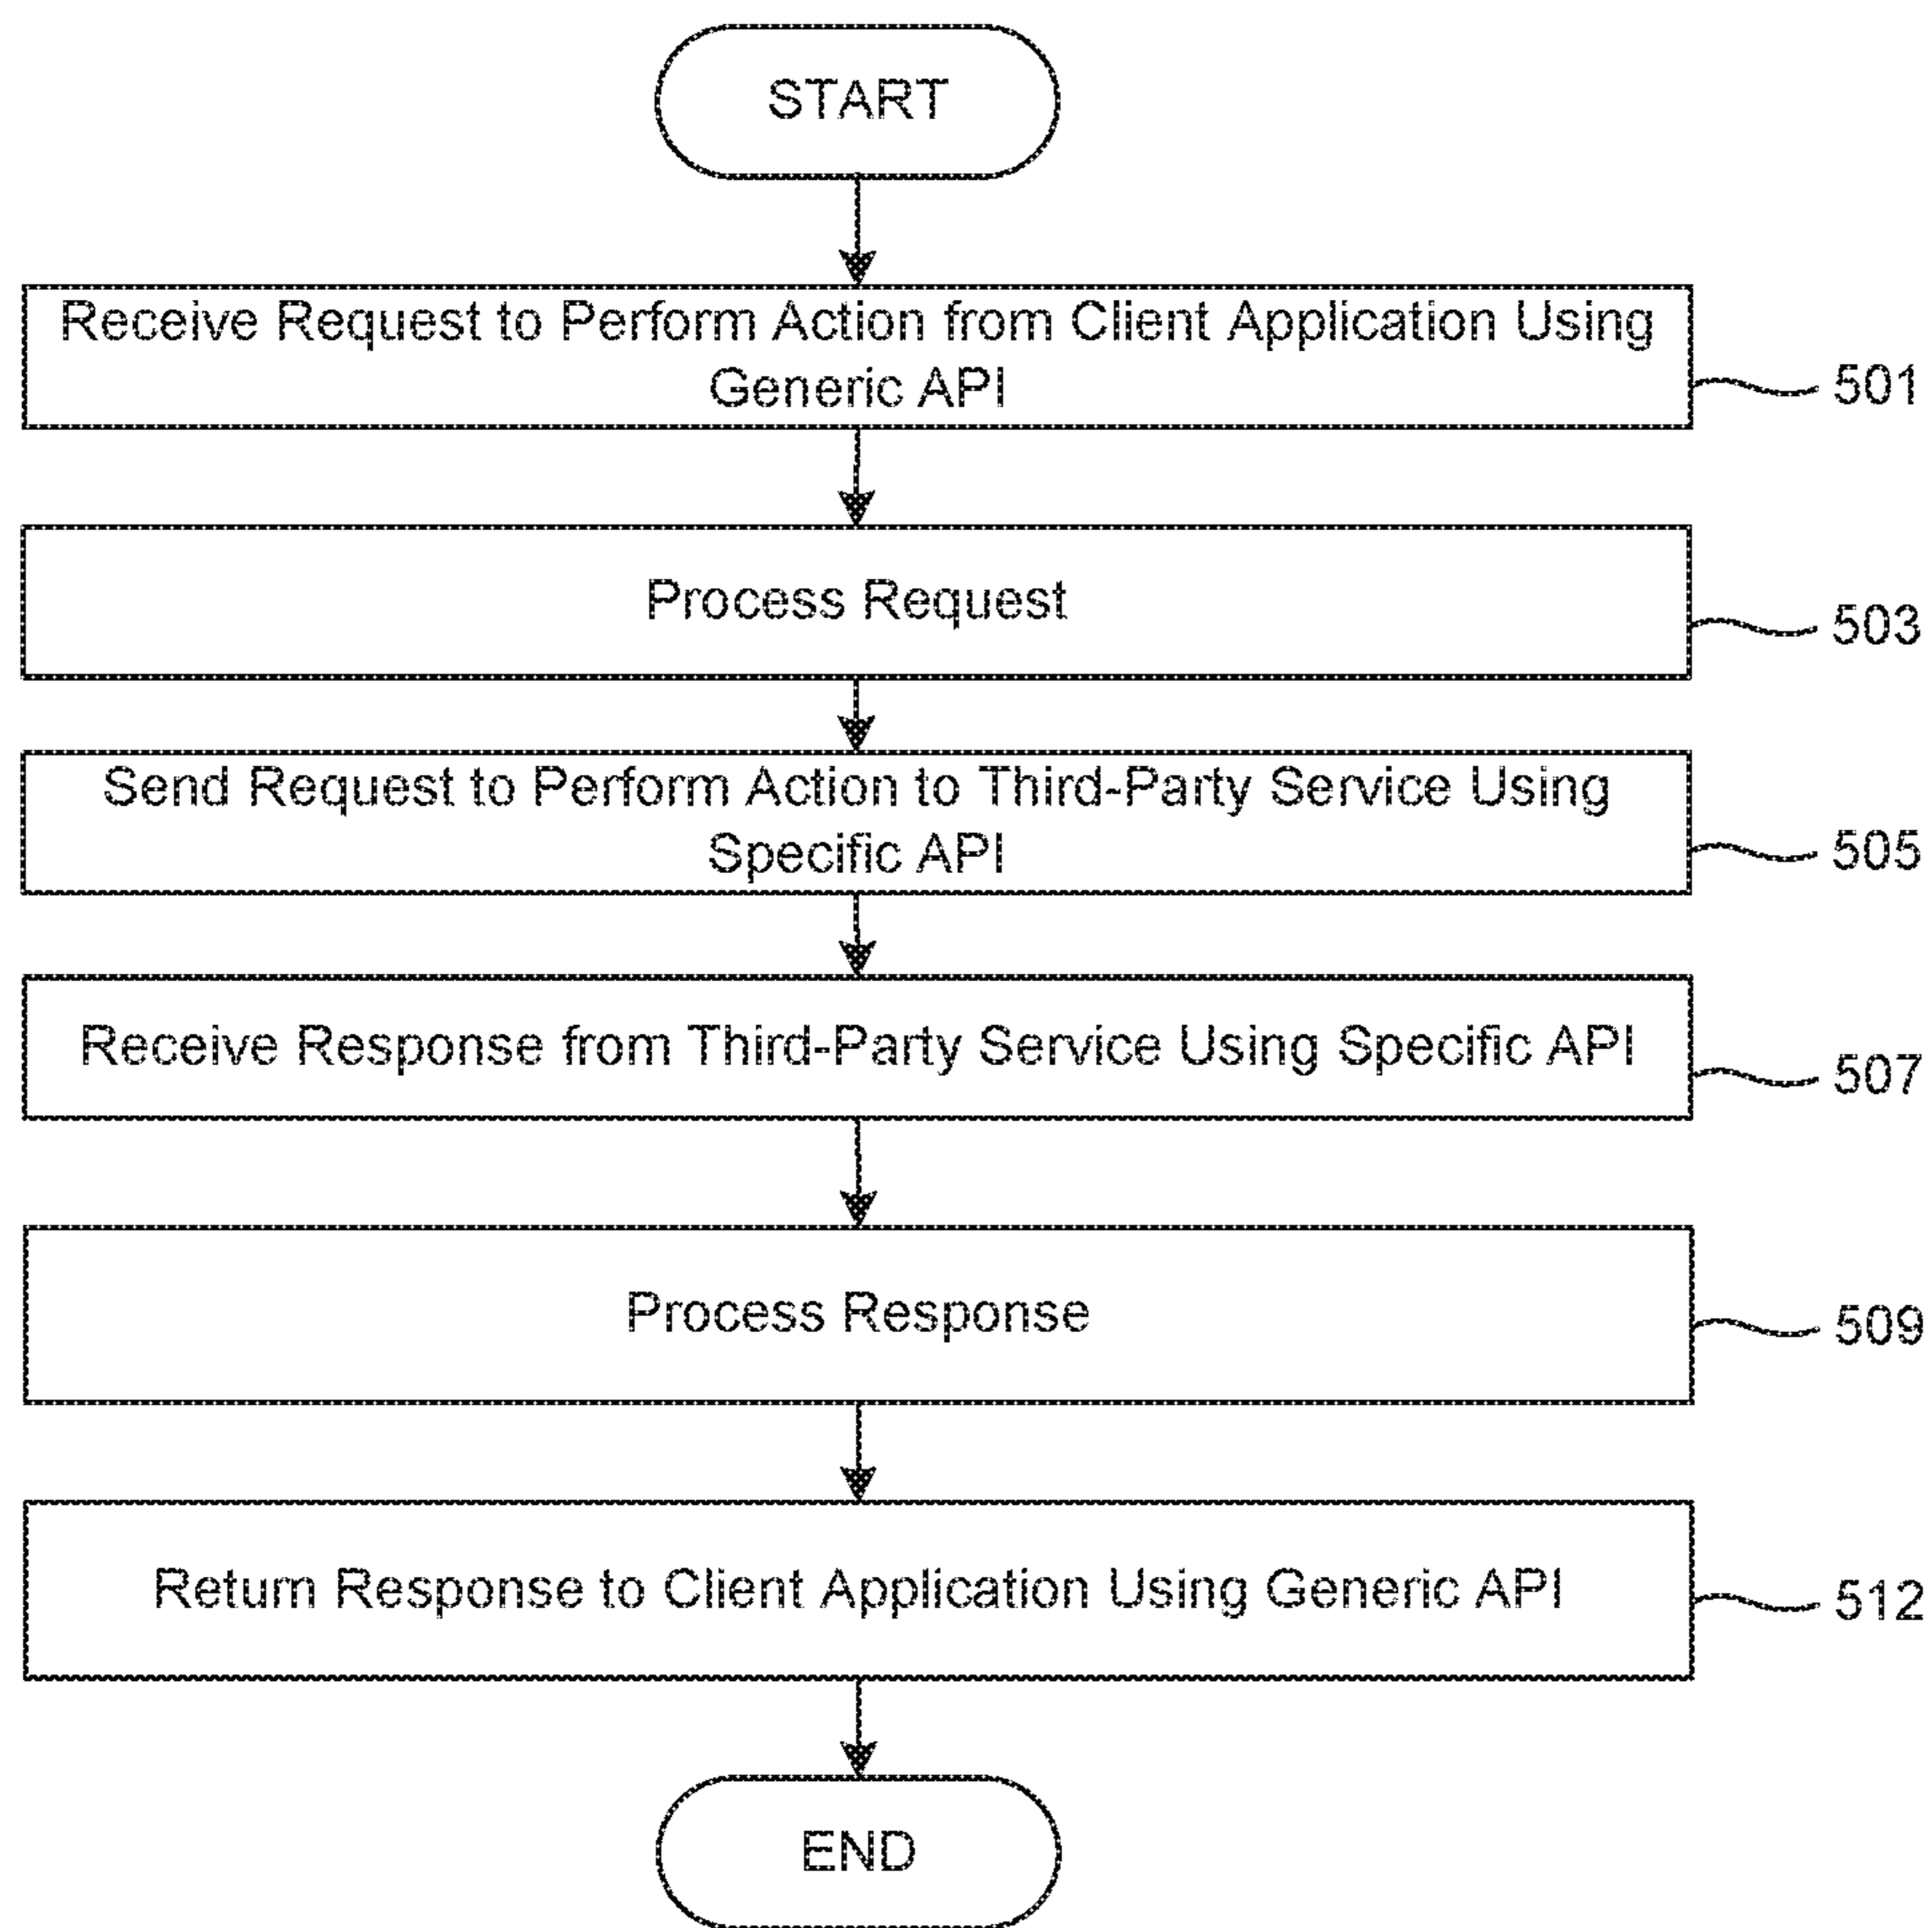 START
Receive Request to Perform Action from Client Application Using
Generic API
501
Process Request
503
Send Request to Perform Action to Third-Party Service Using
Specific API
505
Receive Response from Third-Party Service Using Specific API
507
Process Response
509
Return Response to Client Application Using Generic API
512
END